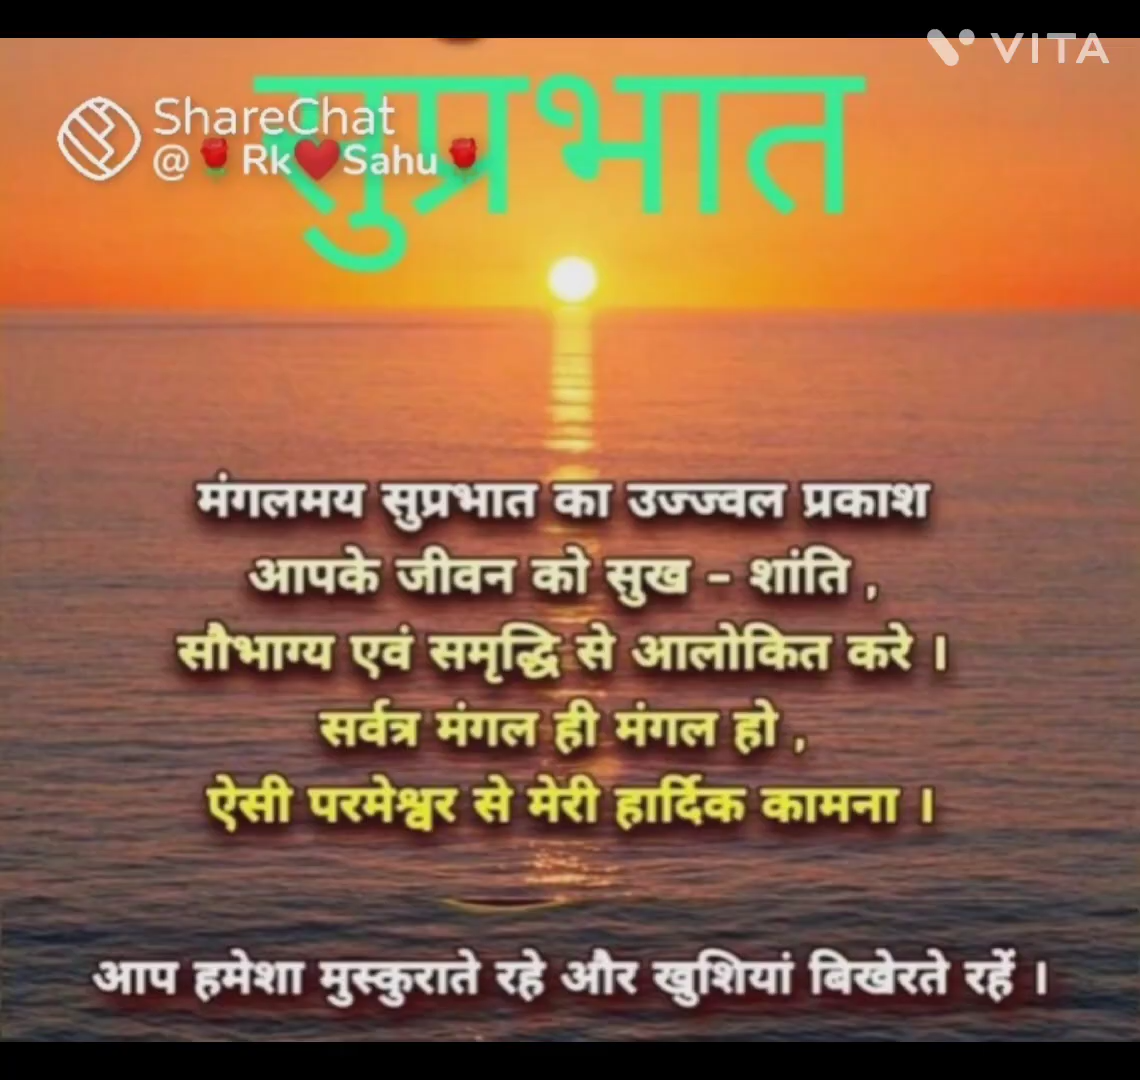 VITA
सुप्रभात
ShareChat
@🌹Rk❤️Sahu🌹
मंगलमय सुप्रभात का उज्ज्वल प्रकाश
आपके जीवन को सुख – शांति ,
सौभाग्य एवं समृद्धि से आलोकित करे ।
सर्वत्र मंगल ही मंगल हो ,
ऐसी परमेश्वर से मेरी हार्दिक कामना ।
आप हमेशा मुस्कुराते रहे और खुशियां बिखेरते रहें ।